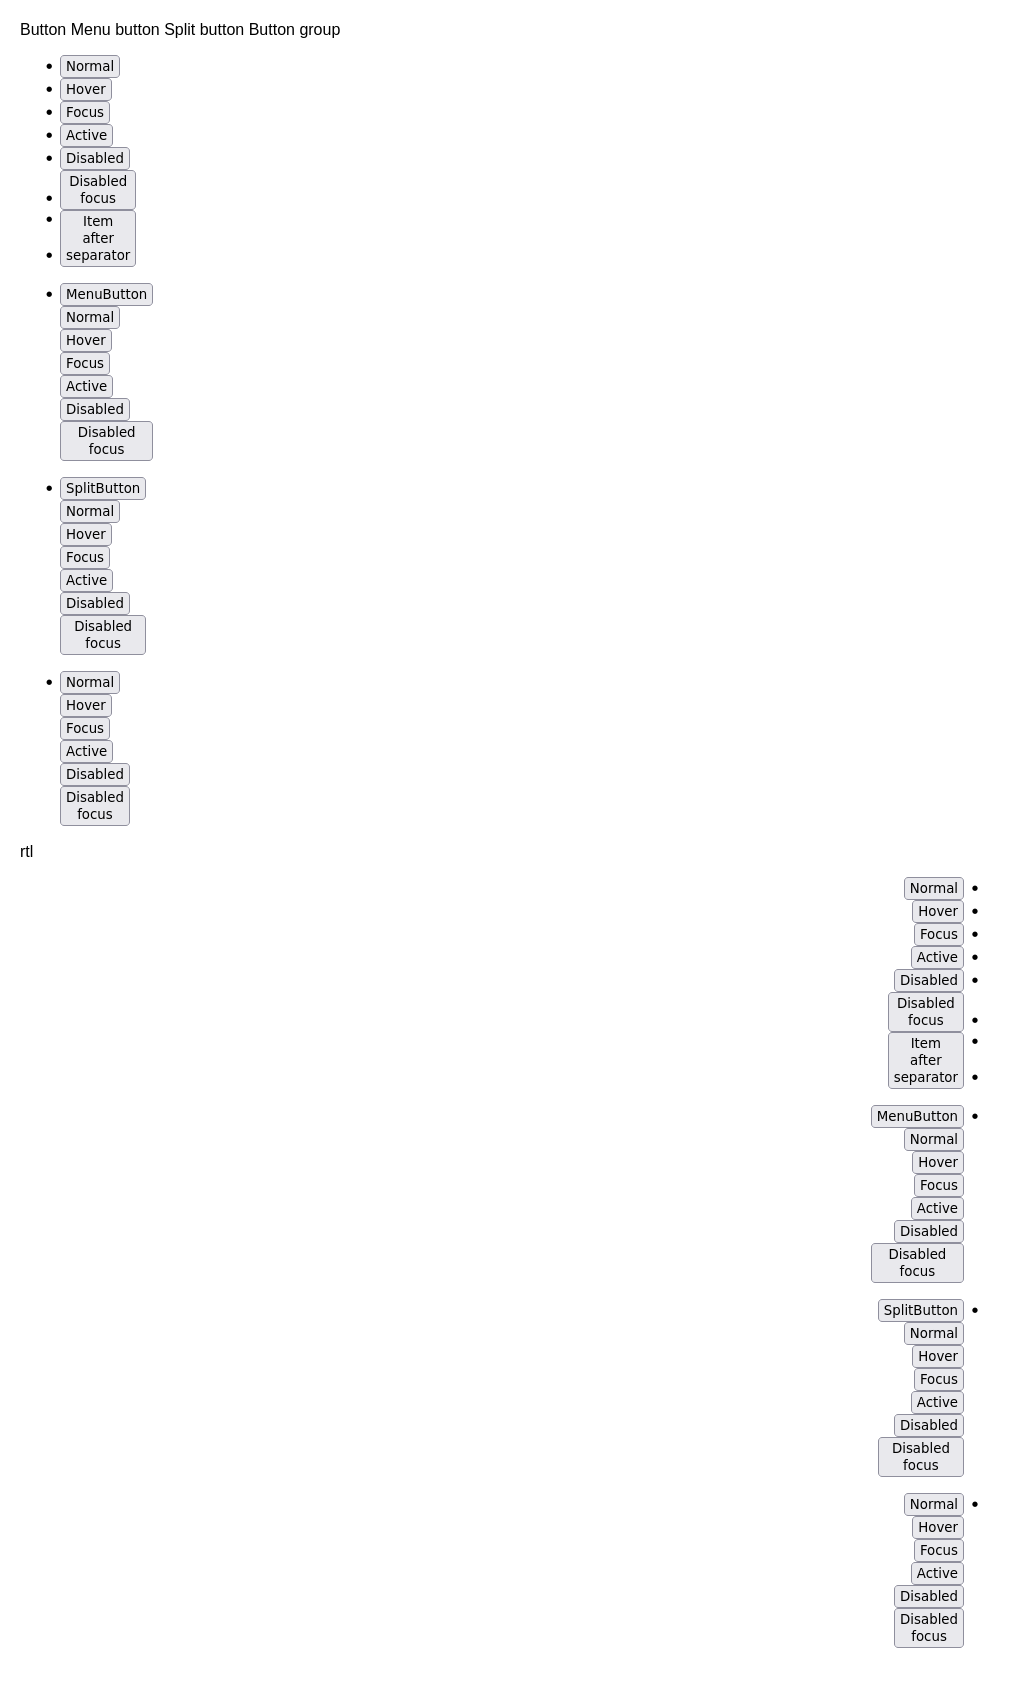 Button Menu button Split button Button group
Normal
Hover
Focus
Active
Disabled
Disabled
focus
Item
after
separator
MenuButton
Normal
Hover
Focus
Active
Disabled
Disabled
focus
SplitButton
Normal
Hover
Focus
Active
Disabled
Disabled
focus
Normal
Hover
Focus
Active
Disabled
Disabled
focus
rtl
Normal
Hover
Focus
Active
Disabled
Disabled
focus
Item
after
separator
MenuButton
Normal
Hover
Focus
Active
Disabled
Disabled
focus
SplitButton
Normal
Hover
Focus
Active
Disabled
Disabled
focus
Normal
Hover
Focus
Active
Disabled
Disabled
focus